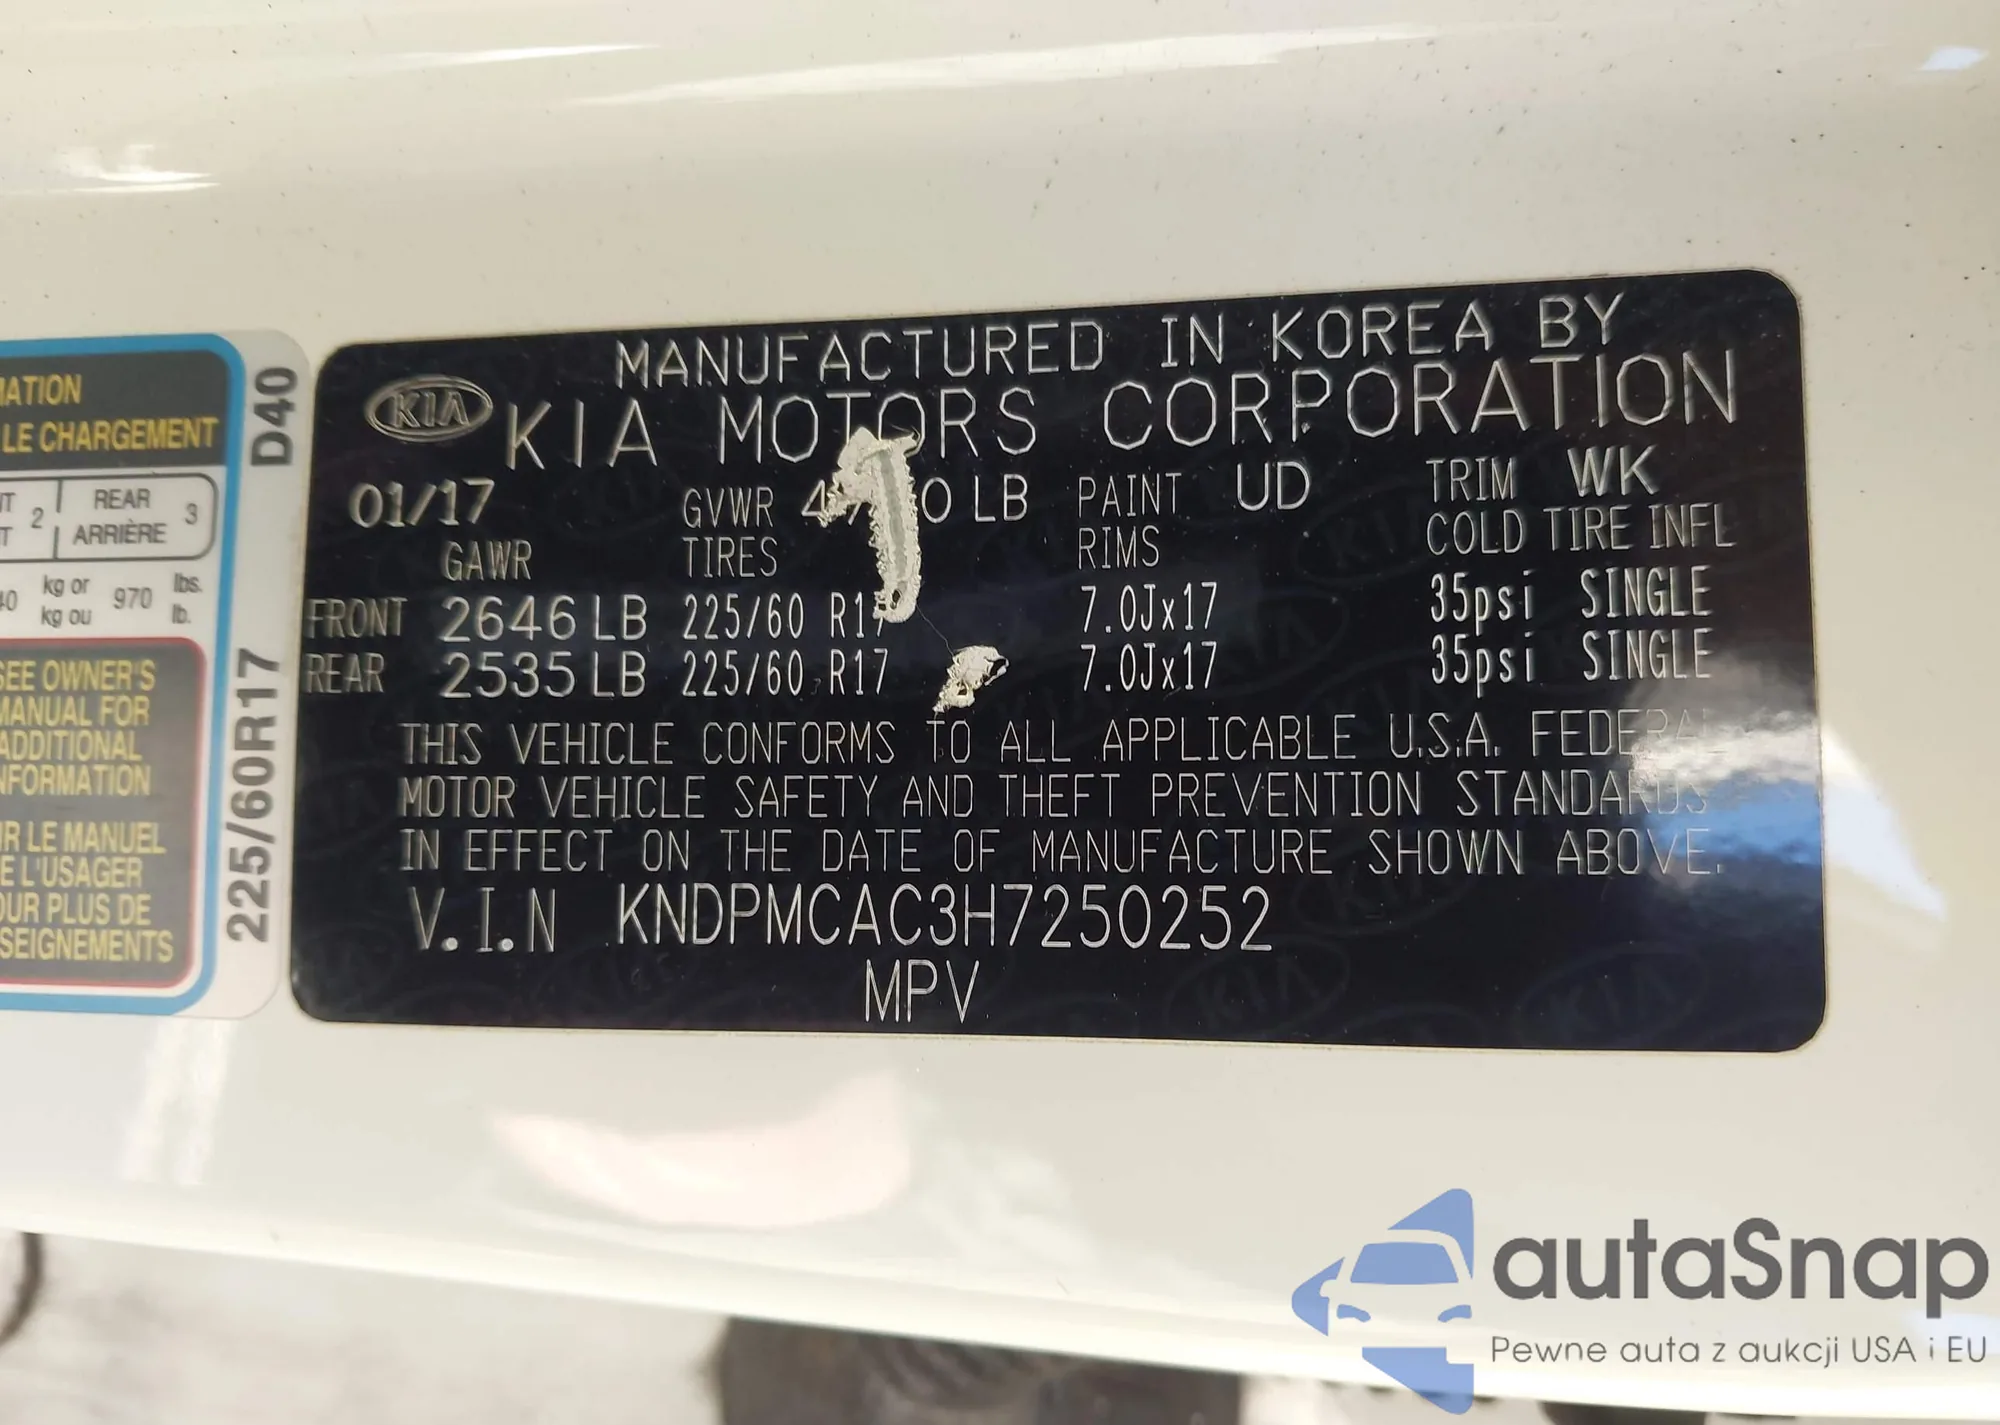 MATION
LE CHARGEMENT
2
REAR
ARRIÈRE
3
kg or
kg ou
970
lbs.
lb.
SEE OWNER'S
MANUAL FOR
ADDITIONAL
INFORMATION
LE MANUEL
L'USAGER
PLUS DE
D40
225/60R17
KIA
MANUFACTURED IN KOREA BY
KIA MOTORS CORPORATION
01/17 GVWR LB PAINT UD TRIM WK
GAWR TIRES RIMS COLD TIRE INFL
FRONT 2646 LB 225/60 R17 7.0Jx17 35psi SINGLE
REAR 2535 LB 225/60 R17 7.0Jx17 35psi SINGLE
THIS VEHICLE CONFORMS TO ALL APPLICABLE U.S.A. FEDERAL
MOTOR VEHICLE SAFETY AND THEFT PREVENTION STANDARDS
IN EFFECT ON THE DATE OF MANUFACTURE SHOWN ABOVE.
V.I.N KNDPMCAC3H7250252
MPV
autaSnap
Pewne auta z aukcji USA i EU